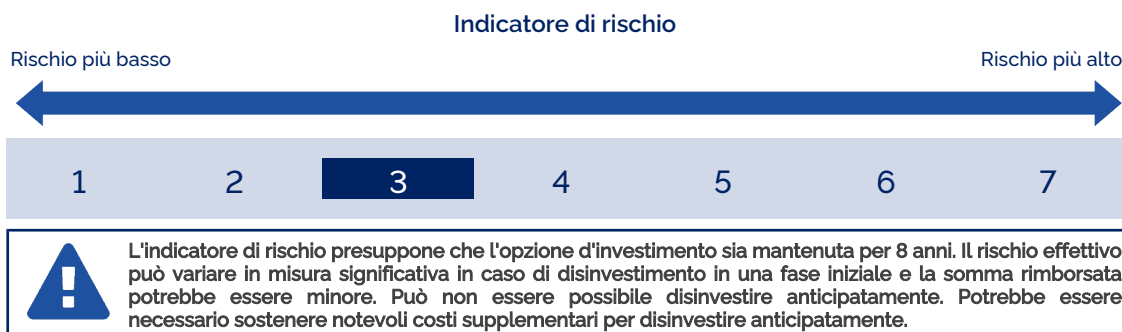 Indicatore di rischio
Rischio più basso
Rischio più alto
1 2 3 4 5 6 7
L'indicatore di rischio presuppone che l'opzione d'investimento sia mantenuta per 8 anni. Il rischio effettivo
può variare in misura significativa in caso di disinvestimento in una fase iniziale e la somma rimborsata
potrebbe essere minore. Può non essere possibile disinvestire anticipatamente. Potrebbe essere
necessario sostenere notevoli costi supplementari per disinvestire anticipatamente.